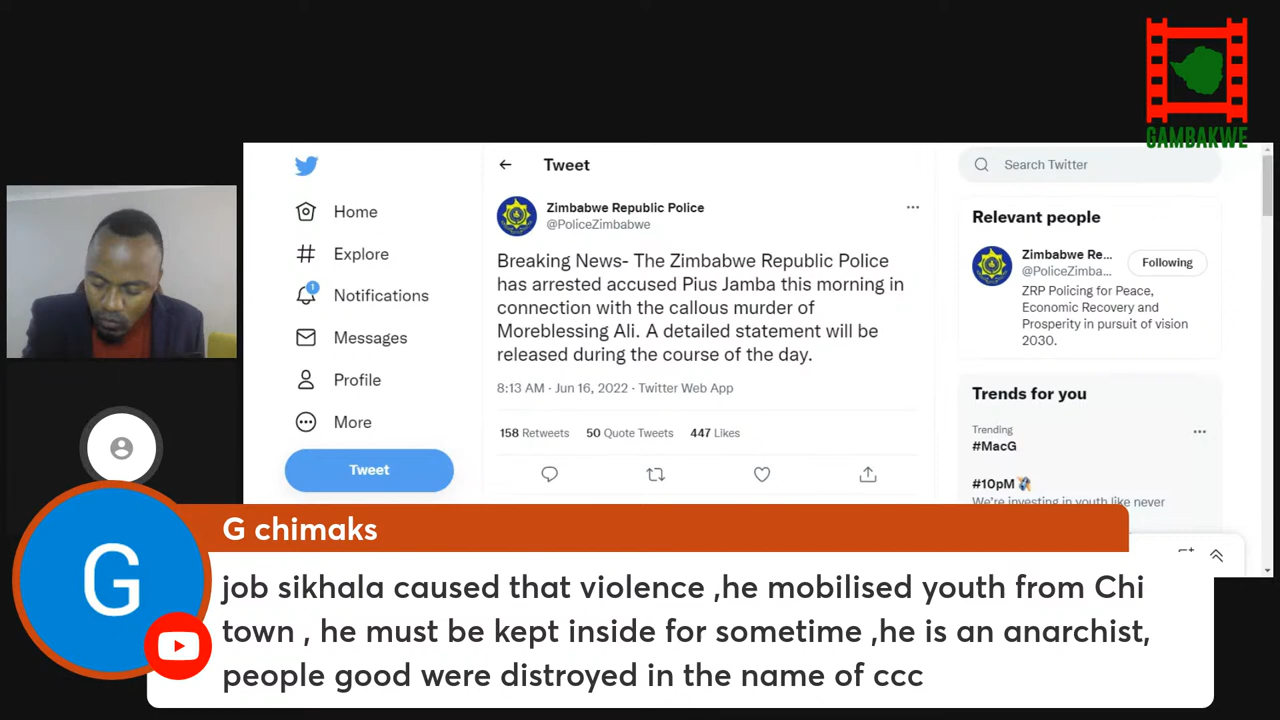 GAMBAKWE
Home
Explore
1
Notifications
Messages
Profile
More
Tweet
Tweet
Zimbabwe Republic Police
@PoliceZimbabwe
Breaking News- The Zimbabwe Republic Police
has arrested accused Pius Jamba this morning in
connection with the callous murder of
Moreblessing Ali. A detailed statement will be
released during the course of the day.
8:13 AM · Jun 16, 2022 · Twitter Web App
158 Retweets 50 Quote Tweets 447 Likes
Search Twitter
Relevant people
Zimbabwe Re...
@PoliceZimba...
Following
ZRP Policing for Peace,
Economic Recovery and
Prosperity in pursuit of vision
2030.
Trends for you
Trending
#MacG
#10pM
We're investing in youth like never
G
G chimaks
job sikhala caused that violence ,he mobilised youth from Chi
town , he must be kept inside for sometime ,he is an anarchist,
people good were distroyed in the name of ccc